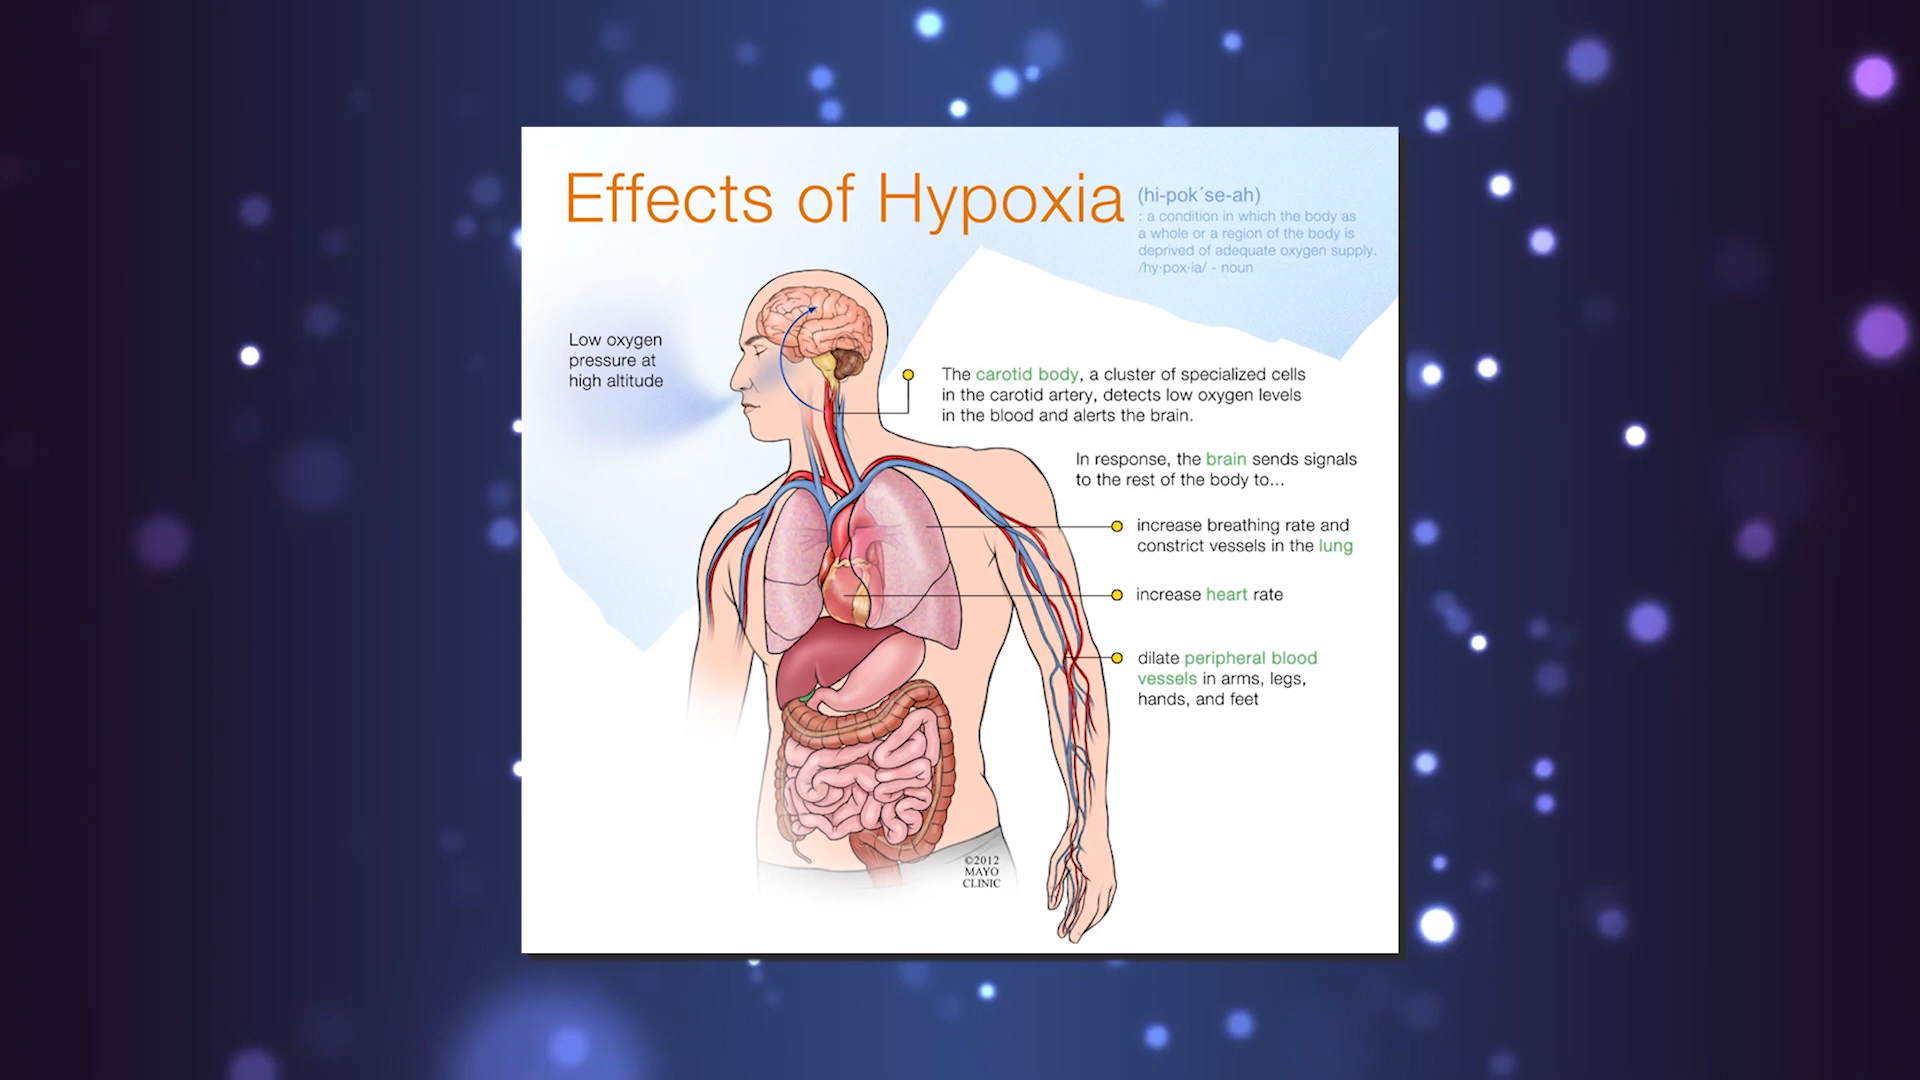 Effects of Hypoxia
(hi-pok´se-ah)
: a condition in which the body as
a whole or a region of the body is
deprived of adequate oxygen supply.
/hy·pox·ia/ - noun
Low oxygen
pressure at
high altitude
The carotid body, a cluster of specialized cells
in the carotid artery, detects low oxygen levels
in the blood and alerts the brain.
In response, the brain sends signals
to the rest of the body to...
increase breathing rate and
constrict vessels in the lung
increase heart rate
dilate peripheral blood
vessels in arms, legs,
hands, and feet
©2012
MAYO
CLINIC